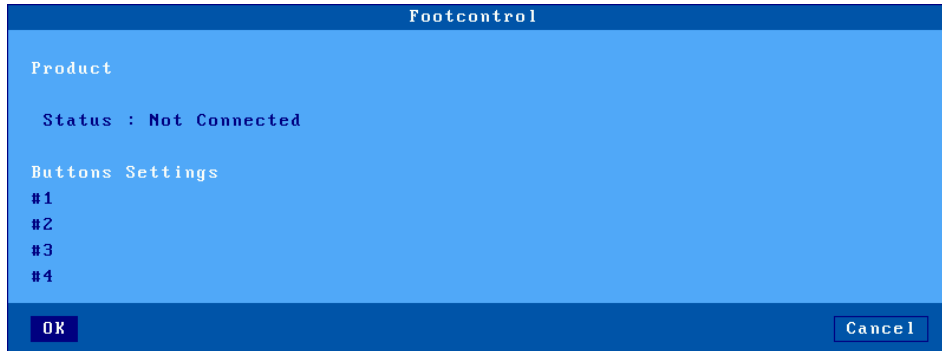 Footcontrol
Product
Status : Not Connected
Buttons Settings
#1
#2
#3
#4
OK Cancel